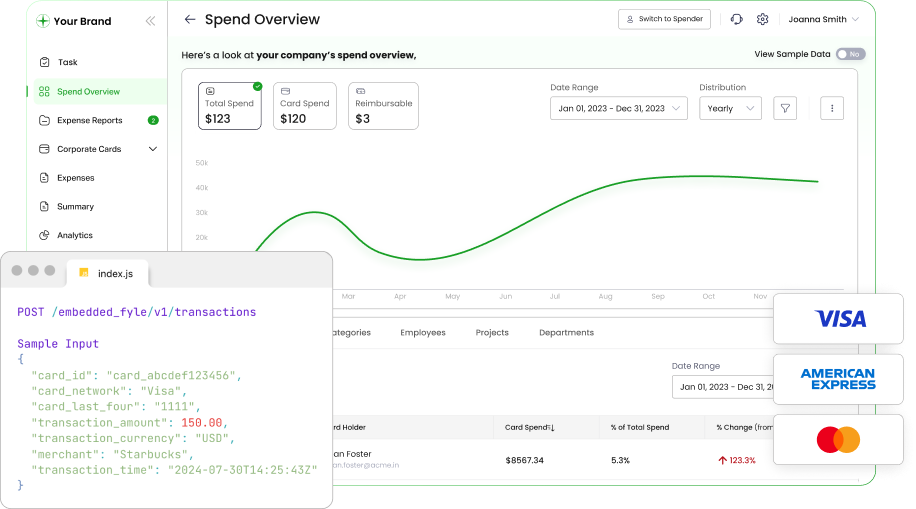 Your Brand
Task
Spend Overview
Expense Reports 2
Corporate Cards
Expenses
Summary
Analytics
Spend Overview
Switch to Spender
Joanna Smith
Here's a look at your company's spend overview,
View Sample Data No
Total Spend
$123
Card Spend
$120
Reimbursable
$3
Date Range
Jan 01, 2023 - Dec 31, 2023
Distribution
Yearly
50k
40k
30k
20k
Mar Apr May Jun Jul Aug Sep Oct Nov
ategories Employees Projects Departments
Date Range
Jan 01, 2023 - Dec 31, 20
rd Holder Card Spend % of Total Spend % Change (from
an Foster
an.foster@acme.in
$8567.34 5.3% 123.3%
index.js
POST /embedded_fyle/v1/transactions
Sample Input
{
"card_id": "card_abcdef123456",
"card_network": "Visa",
"card_last_four": "1111",
"transaction_amount": 150.00,
"transaction_currency": "USD",
"merchant": "Starbucks",
"transaction_time": "2024-07-30T14:25:43Z"
}
VISA
AMERICAN
EXPRESS